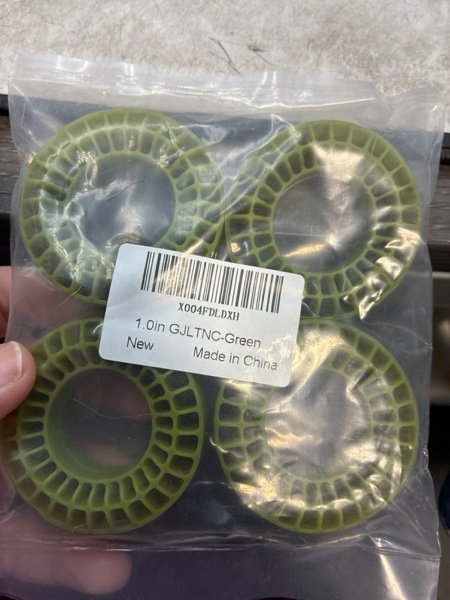 X004FDLDXH
1.0in GJLTNC-Green
New Made in China